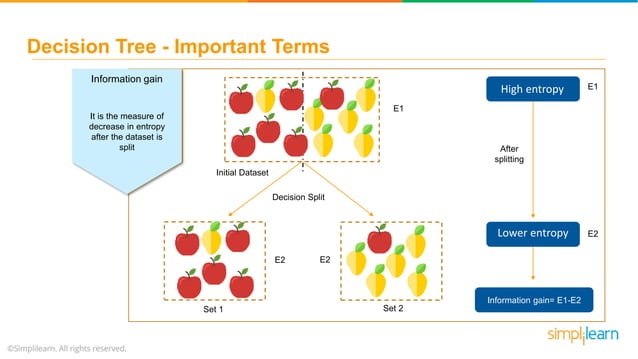 Decision Tree - Important Terms
Information gain
It is the measure of
decrease in entropy
after the dataset is
split
E1
Initial Dataset
Decision Split
E2
E2
Set 1
Set 2
High entropy
E1
After
splitting
Lower entropy
E2
Information gain= E1-E2
simplilearn
©Simplilearn. All rights reserved.